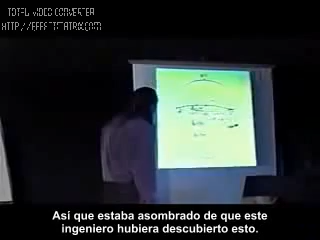 TOTAL VIDEO CONVERTER
HTTP://EFFECTMATRIX.COM
Así que estaba asombrado de que este
ingeniero hubiera descubierto esto.